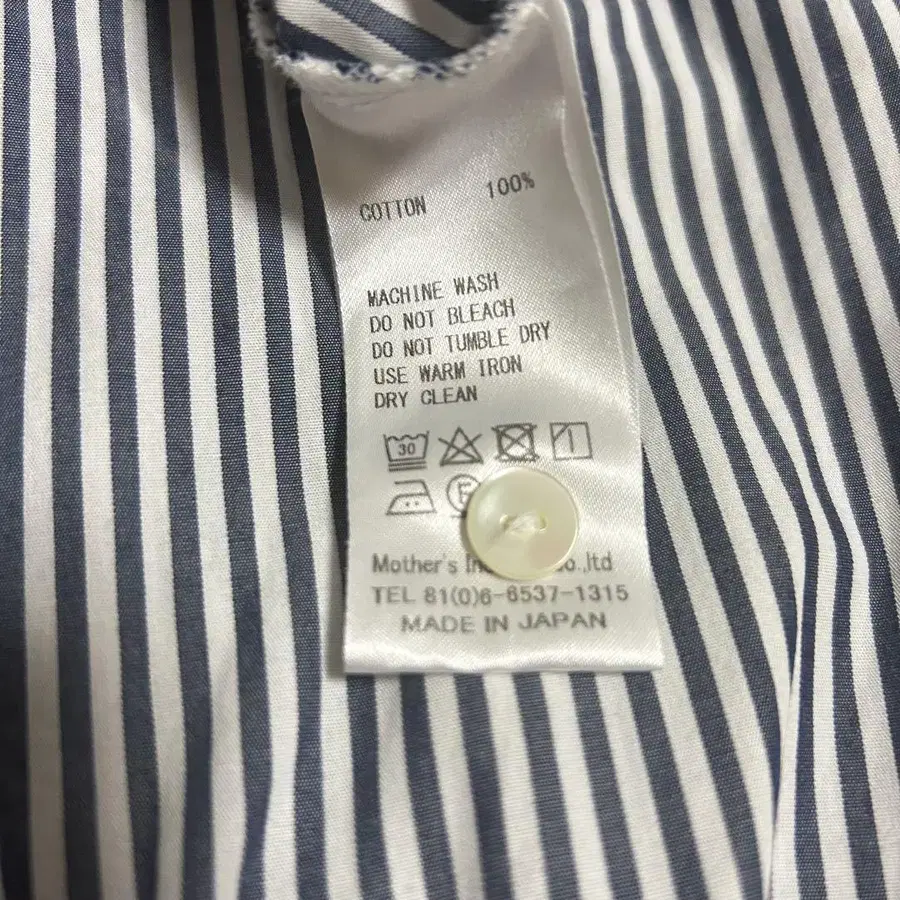 COTTON 100%
MACHINE WASH
DO NOT BLEACH
DO NOT TUMBLE DRY
USE WARM IRON
DRY CLEAN
30
Mother's .,ltd
TEL 81(0)6-6537-1315
MADE IN JAPAN